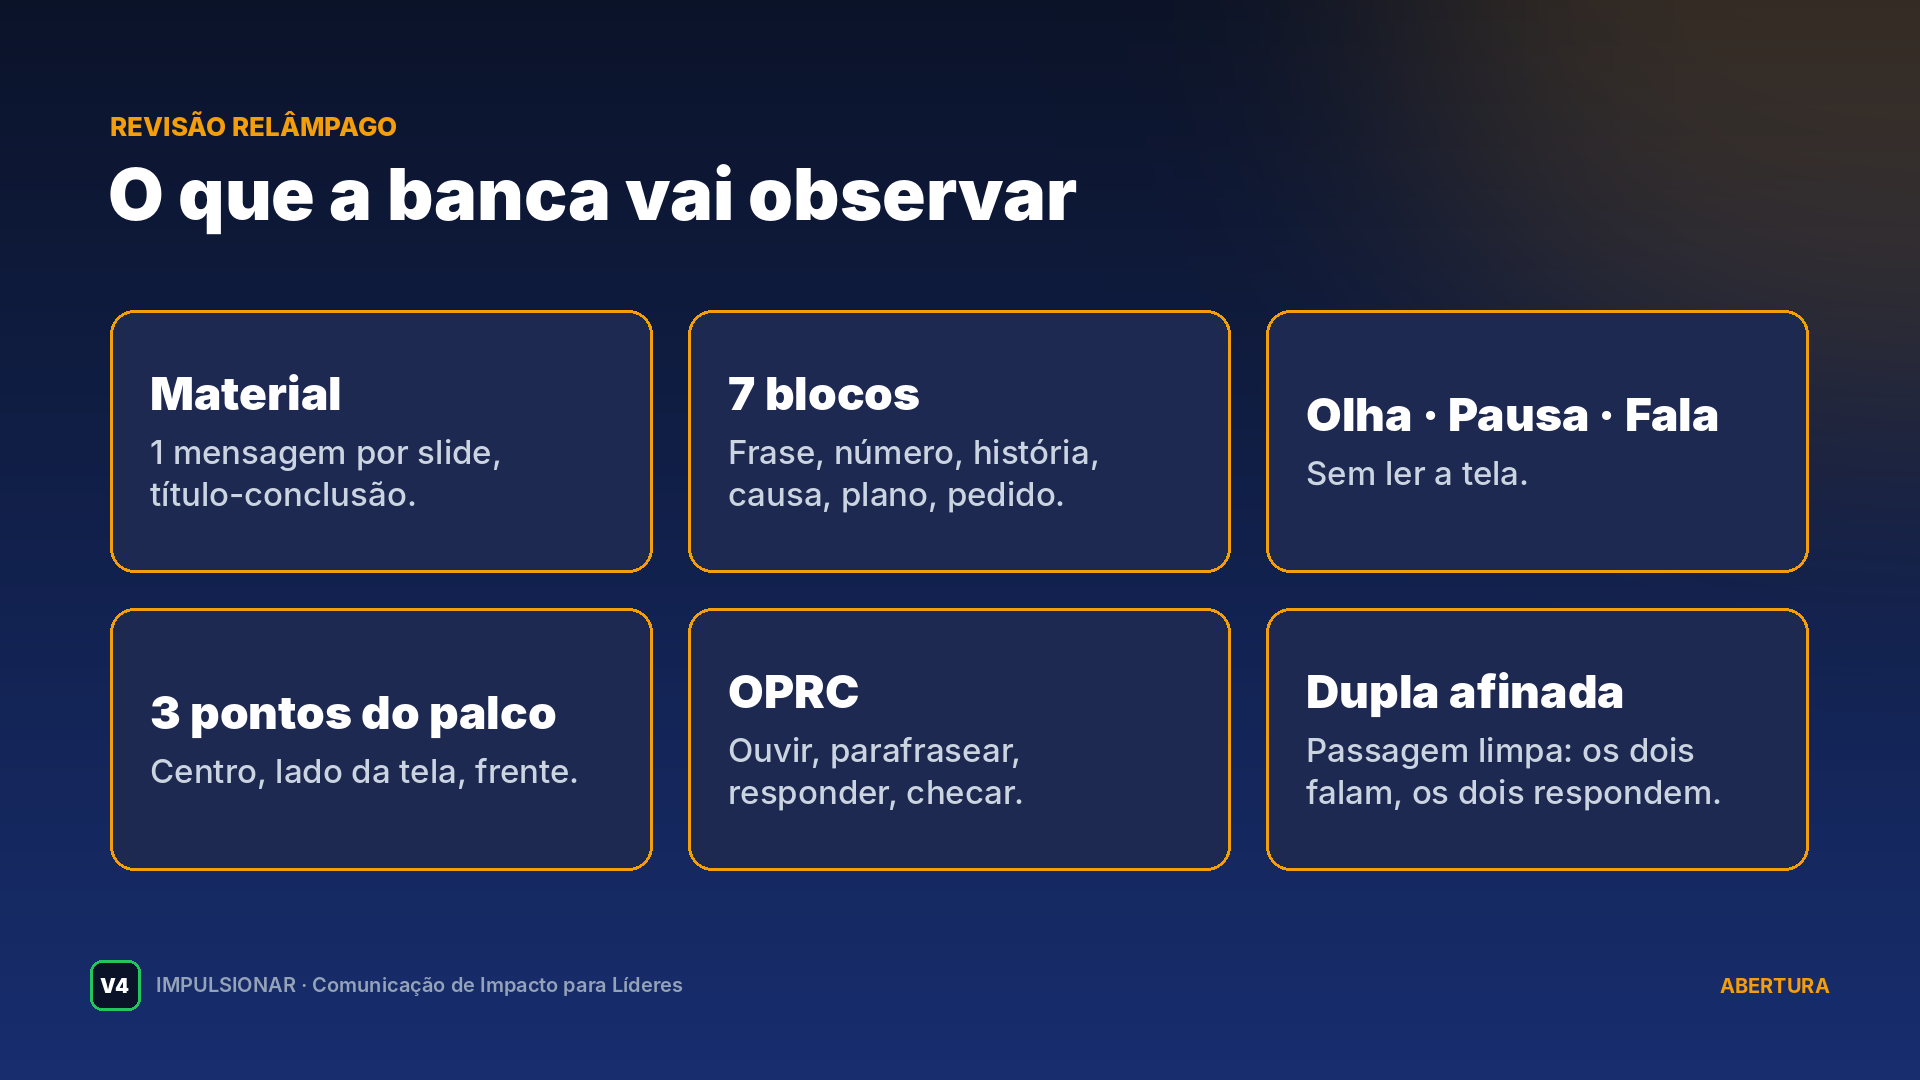 REVISÃO RELÂMPAGO
O que a banca vai observar
Material
1 mensagem por slide,
título-conclusão.
7 blocos
Frase, número, história,
causa, plano, pedido.
Olha · Pausa · Fala
Sem ler a tela.
3 pontos do palco
Centro, lado da tela, frente.
OPRC
Ouvir, parafrasear,
responder, checar.
Dupla afinada
Passagem limpa: os dois
falam, os dois respondem.
V4
IMPULSIONAR · Comunicação de Impacto para Líderes
ABERTURA